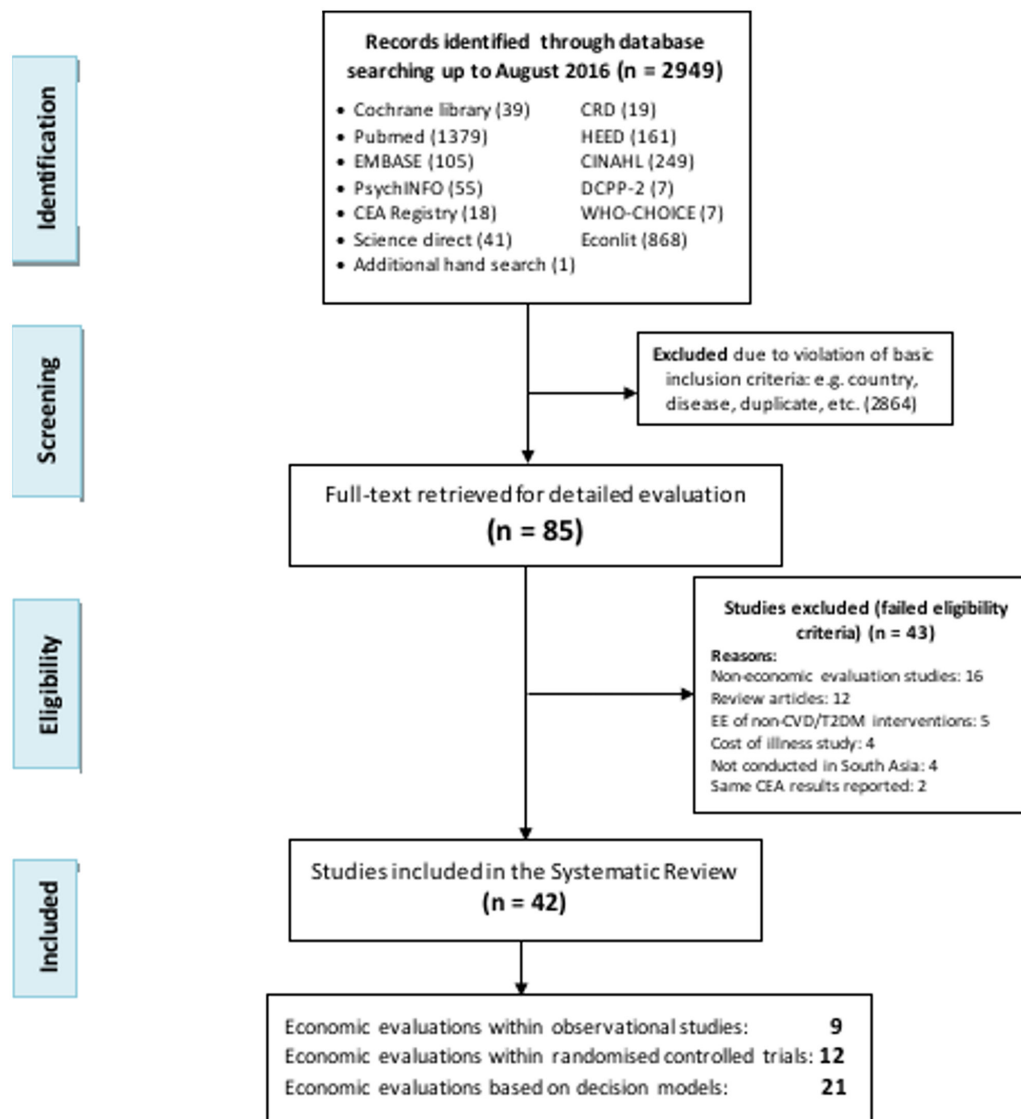 Identification
Records identified through database
searching up to August 2016 (n = 2949)
• Cochrane library (39) CRD (19)
• Pubmed (1379) HEED (161)
• EMBASE (105) CINAHL (249)
• PsychINFO (55) DCPP-2 (7)
• CEA Registry (18) WHO-CHOICE (7)
• Science direct (41) Econlit (868)
• Additional hand search (1)
Screening
Excluded due to violation of basic
inclusion criteria: e.g. country,
disease, duplicate, etc. (2864)
Full-text retrieved for detailed evaluation
(n = 85)
Eligibility
Studies excluded (failed eligibility
criteria) (n = 43)
Reasons:
Non-economic evaluation studies: 16
Review articles: 12
EE of non-CVD/T2DM interventions: 5
Cost of illness study: 4
Not conducted in South Asia: 4
Same CEA results reported: 2
Included
Studies included in the Systematic Review
(n = 42)
Economic evaluations within observational studies: 9
Economic evaluations within randomised controlled trials: 12
Economic evaluations based on decision models: 21